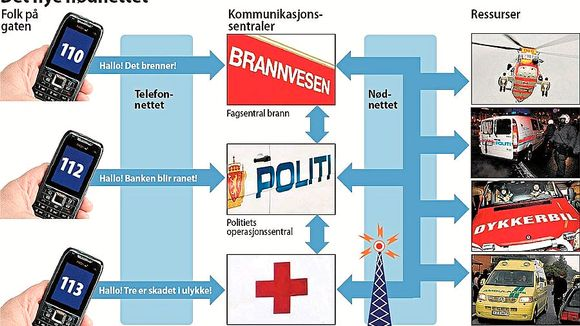 Det nye nødnettet
Folk på
gaten
Kommunikasjons-
sentraler
Ressurser
110
Hallo! Det brenner!
BRANNVESEN
Telefon-
nettet
Nød-
nettet
Fagsentral brann
112
Hallo! Banken blir ranet!
POLITI
POLITI
Politiets
operasjonssentral
DYKKERBIL
113
Hallo! Tre er skadet i ulykke!